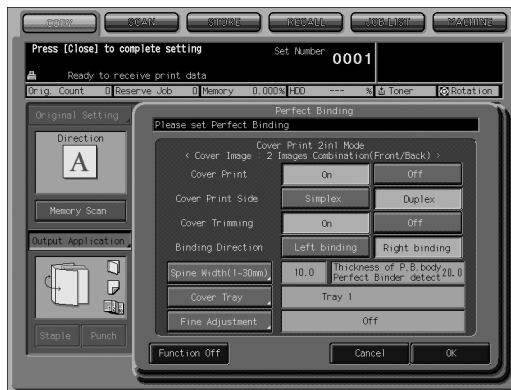 COPY SCAN STORE RECALL JOB LIST MACHINE
Press [Close] to complete setting
Set Number 0001
Ready to receive print data
Orig. Count 0 Reserve Job 0 Memory 0.000% HDD --- % Toner Rotation
Original Setting
Perfect Binding
Please set Perfect Binding
Direction
A
Cover Print 2in1 Mode
< Cover Image : 2 Images Combination(Front/Back) >
Cover Print On Off
Cover Print Side Simplex Duplex
Memory Scan
Cover Trimming On Off
Output Application
Binding Direction Left binding Right binding
Spine Width(1~30mm) 10.0 Thickness of P.B.body 20.0
Perfect Binder detect
Cover Tray Tray 1
Fine Adjustment Off
Staple Punch
Function Off Cancel OK